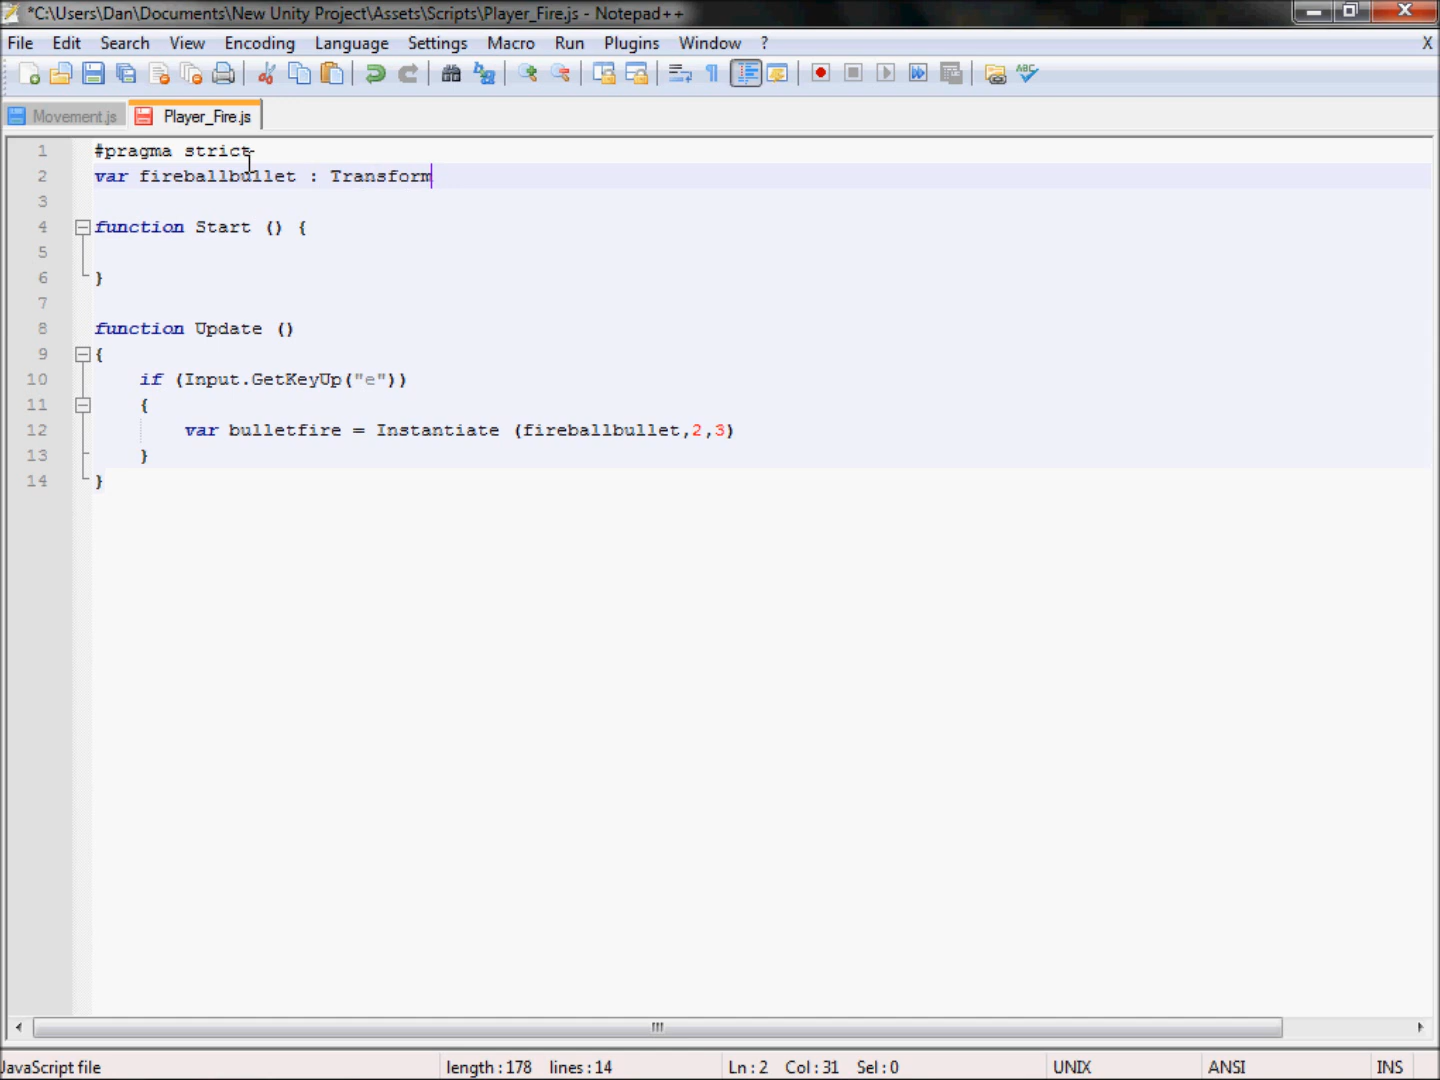 *C:\Users\Dan\Documents\New Unity Project\Assets\Scripts\Player_Fire.js - Notepad++
File Edit Search View Encoding Language Settings Macro Run Plugins Window ? X
Movement.js Player_Fire.js
1 #pragma strict
2 var fireballbullet : Transform
3
4 function Start () {
5
6 }
7
8 function Update ()
9 {
10 if (Input.GetKeyUp("e"))
11 {
12 var bulletfire = Instantiate (fireballbullet,2,3)
13 }
14 }
JavaScript file length : 178 lines : 14 Ln : 2 Col : 31 Sel : 0 UNIX ANSI INS